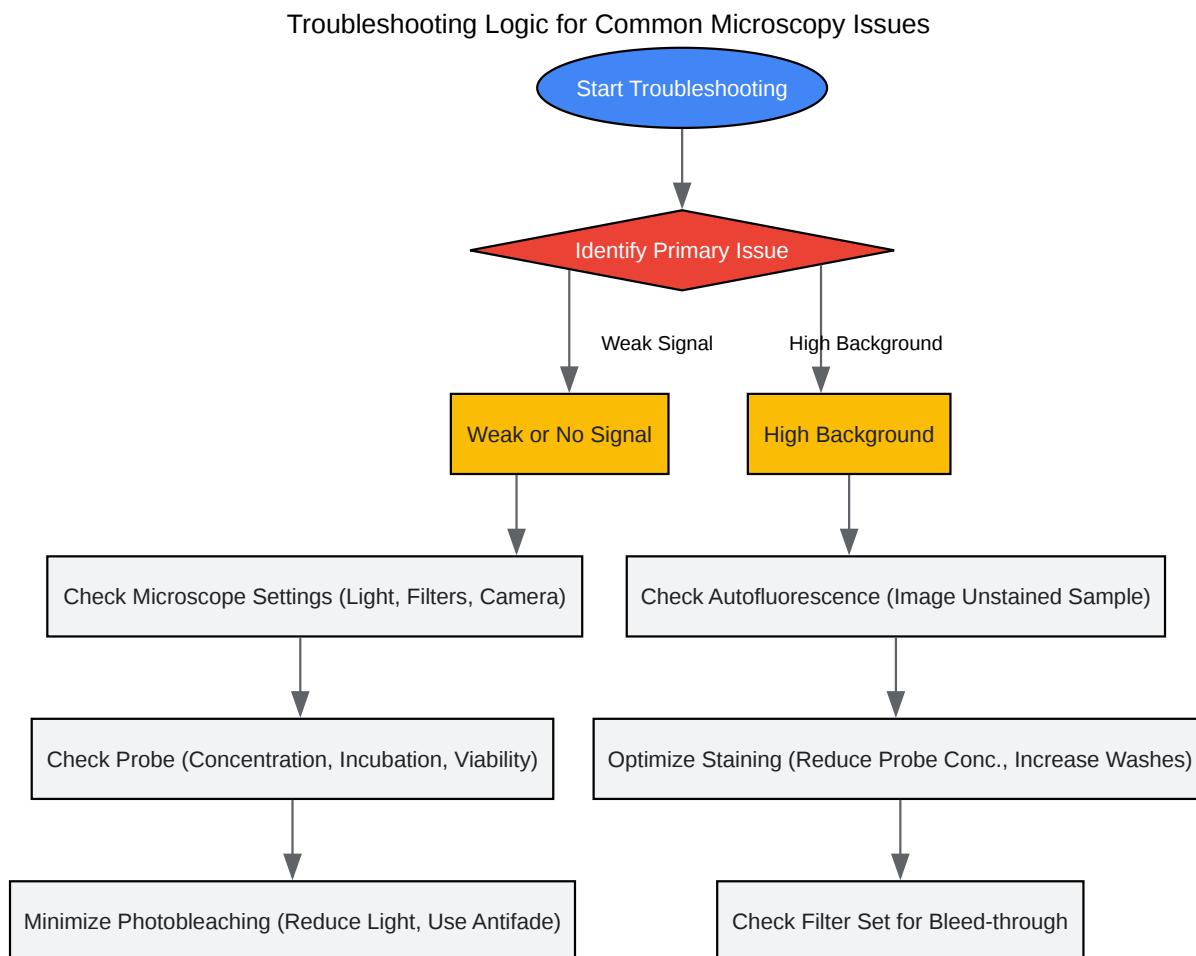 Troubleshooting Logic for Common Microscopy Issues
Start Troubleshooting
Identify Primary Issue
Weak Signal
High Background
Weak or No Signal
High Background
Check Microscope Settings (Light, Filters, Camera)
Check Autofluorescence (Image Unstained Sample)
Check Probe (Concentration, Incubation, Viability)
Optimize Staining (Reduce Probe Conc., Increase Washes)
Minimize Photobleaching (Reduce Light, Use Antifade)
Check Filter Set for Bleed-through